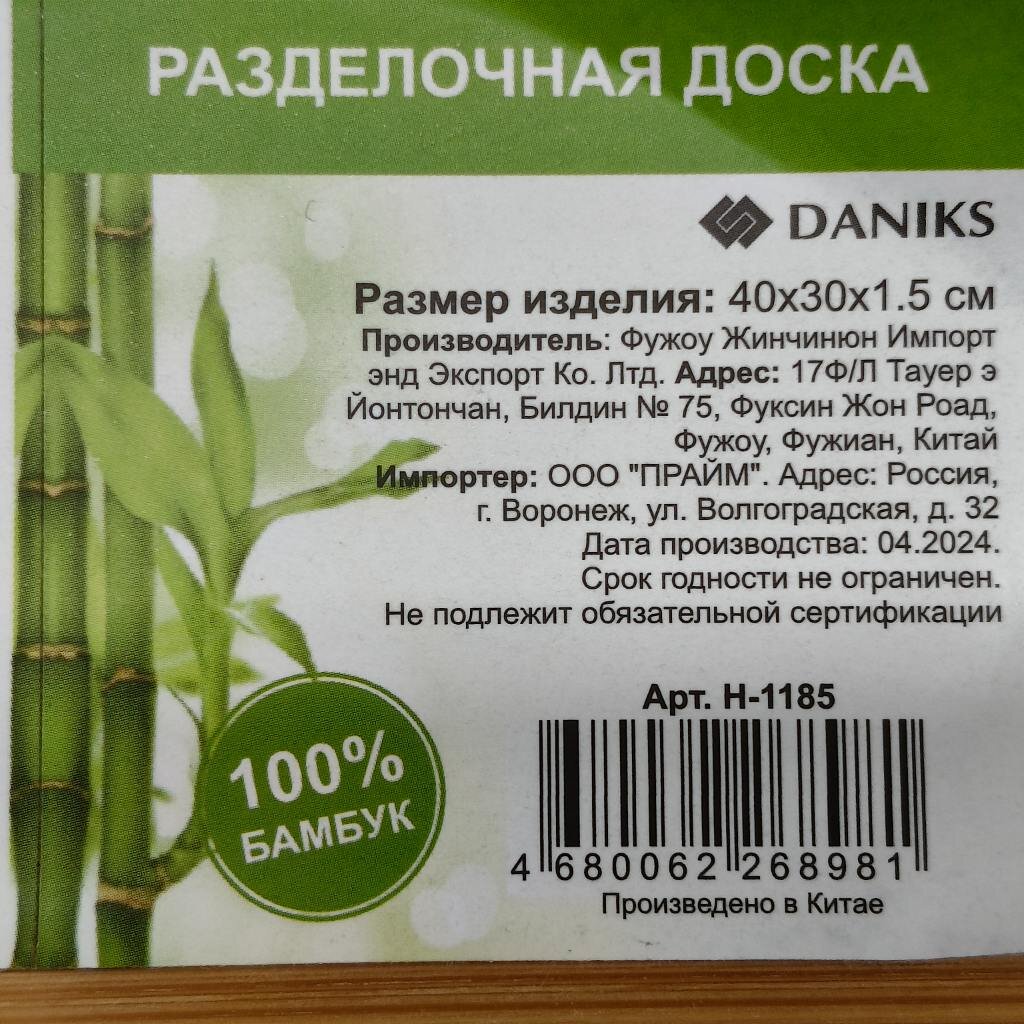 РАЗДЕЛОЧНАЯ ДОСКА
DANIKS
Размер изделия: 40х30х1.5 см
Производитель: Фужоу Жинчинюн Импорт
энд Экспорт Ко. Лтд. Адрес: 17Ф/Л Тауер э
Йонтончан, Билдин № 75, Фуксин Жон Роад,
Фужоу, Фужиан, Китай
Импортер: ООО "ПРАЙМ". Адрес: Россия,
г. Воронеж, ул. Волгоградская, д. 32
Дата производства: 04.2024.
Срок годности не ограничен.
Не подлежит обязательной сертификации
Арт. Н-1185
100%
БАМБУК
4 680062 268981
Произведено в Китае